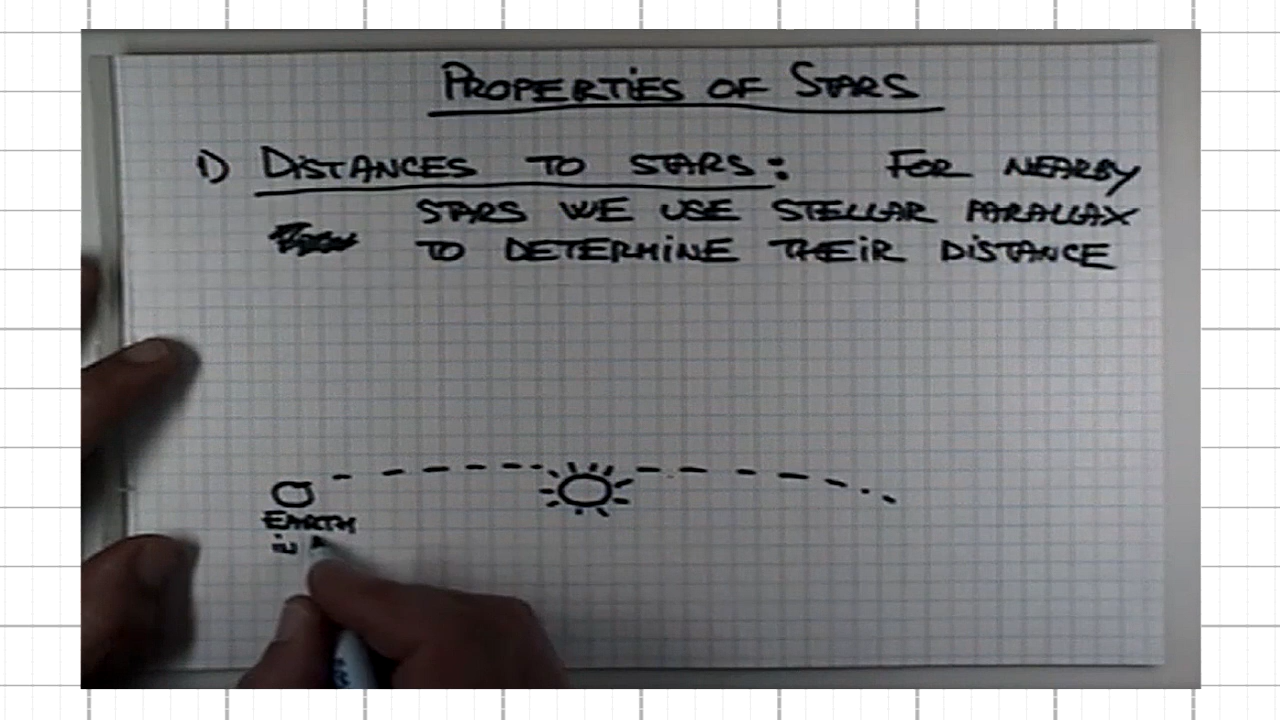 PROPERTIES OF STARS
1) DISTANCES TO STARS: FOR NEARBY
STARS WE USE STELLAR PARALLAX
TO DETERMINE THEIR DISTANCE
EARTH
IN